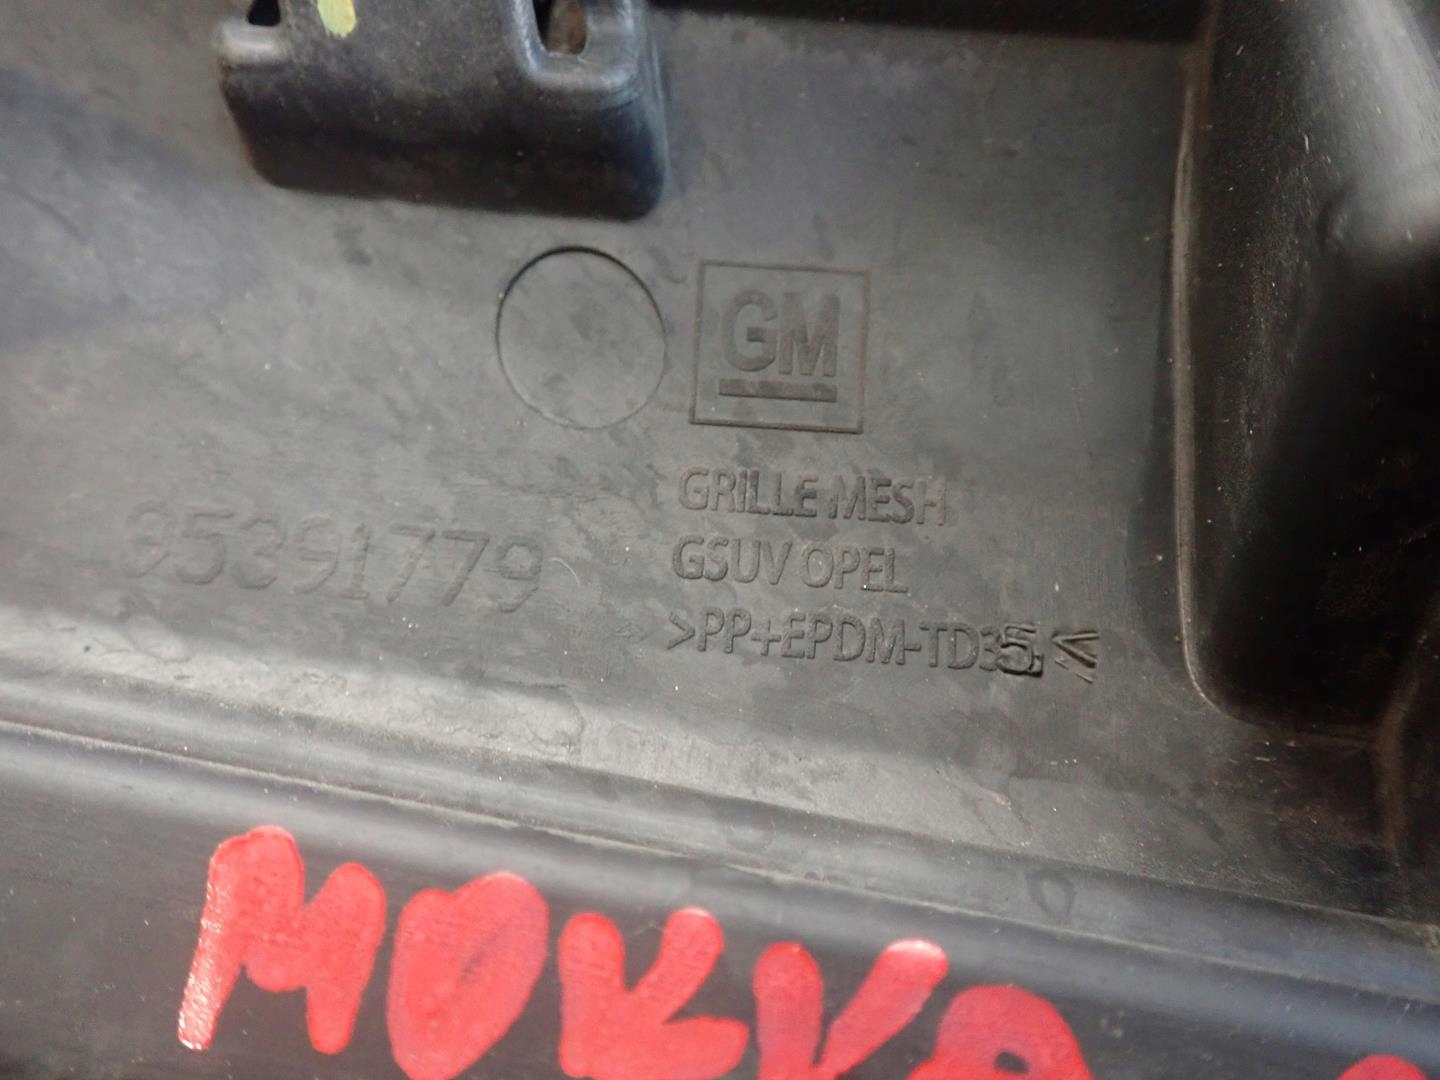 GM
GRILLE MESH
GSUV OPEL
95391779
>PP+EPDM-TD35<
MOKKA